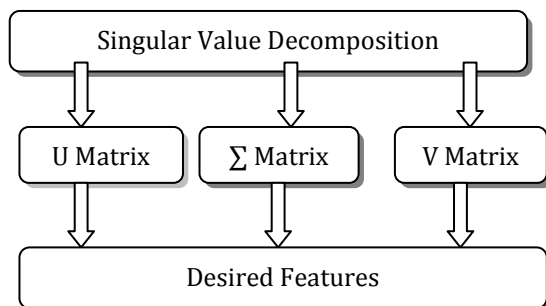 Singular Value Decomposition
U Matrix
∑ Matrix
V Matrix
Desired Features